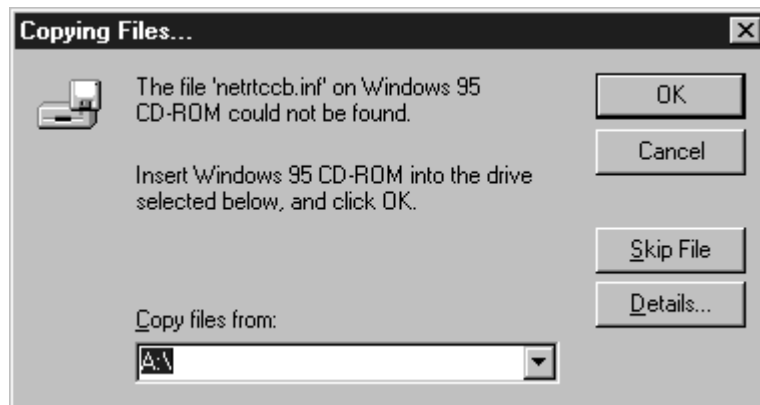 Copying Files...
The file 'netrtccb.inf' on Windows 95
CD-ROM could not be found.
Insert Windows 95 CD-ROM into the drive
selected below, and click OK.
OK
Cancel
Skip File
Details...
Copy files from:
A:\